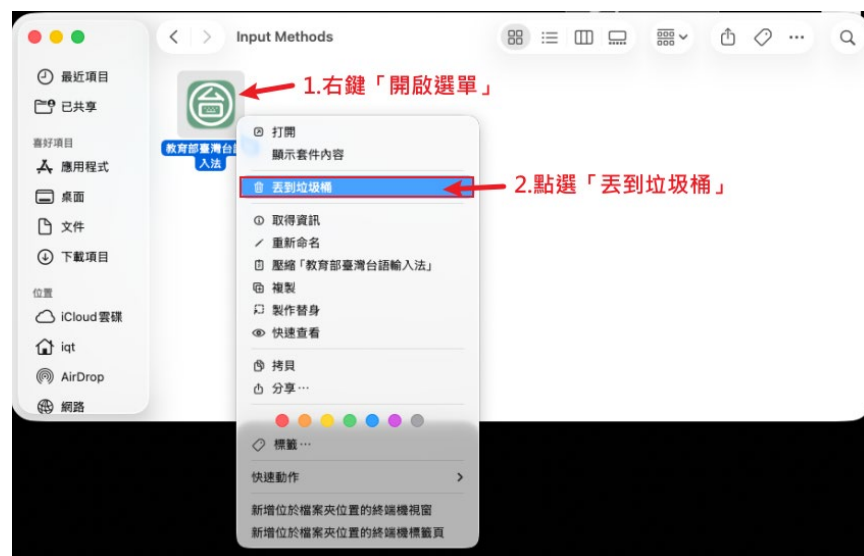 Input Methods
最近項目
已共享
喜好項目
應用程式
桌面
文件
下載項目
位置
iCloud雲碟
iqt
AirDrop
網路
台
教育部臺灣台
入法
1.右鍵「開啟選單」
打開
顯示套件內容
丟到垃圾桶
2.點選「丟到垃圾桶」
取得資訊
重新命名
壓縮「教育部臺灣台語輸入法」
複製
製作替身
快速查看
拷貝
分享…
標籤…
快速動作
新增位於檔案夾位置的終端機視窗
新增位於檔案夾位置的終端機標籤頁